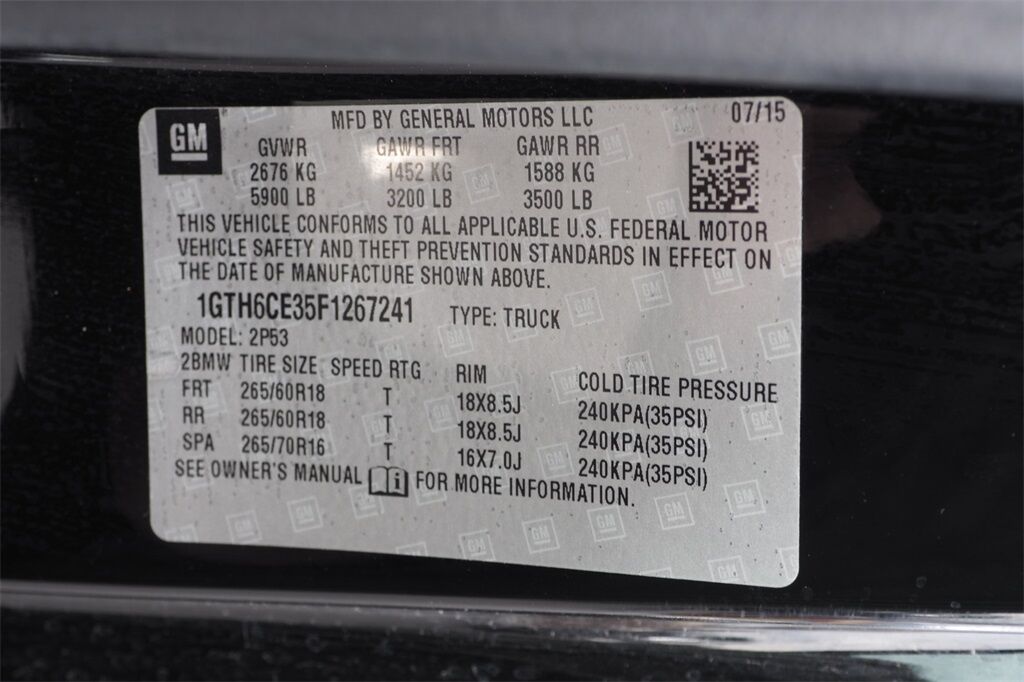 GM
MFD BY GENERAL MOTORS LLC 07/15
GVWR GAWR FRT GAWR RR
2676 KG 1452 KG 1588 KG
5900 LB 3200 LB 3500 LB
THIS VEHICLE CONFORMS TO ALL APPLICABLE U.S. FEDERAL MOTOR
VEHICLE SAFETY AND THEFT PREVENTION STANDARDS IN EFFECT ON
THE DATE OF MANUFACTURE SHOWN ABOVE.
1GTH6CE35F1267241 TYPE: TRUCK
MODEL: 2P53
2BMW TIRE SIZE SPEED RTG RIM COLD TIRE PRESSURE
FRT 265/60R18 T 18X8.5J 240KPA(35PSI)
RR 265/60R18 T 18X8.5J 240KPA(35PSI)
SPA 265/70R16 T 16X7.0J 240KPA(35PSI)
SEE OWNER'S MANUAL i FOR MORE INFORMATION.